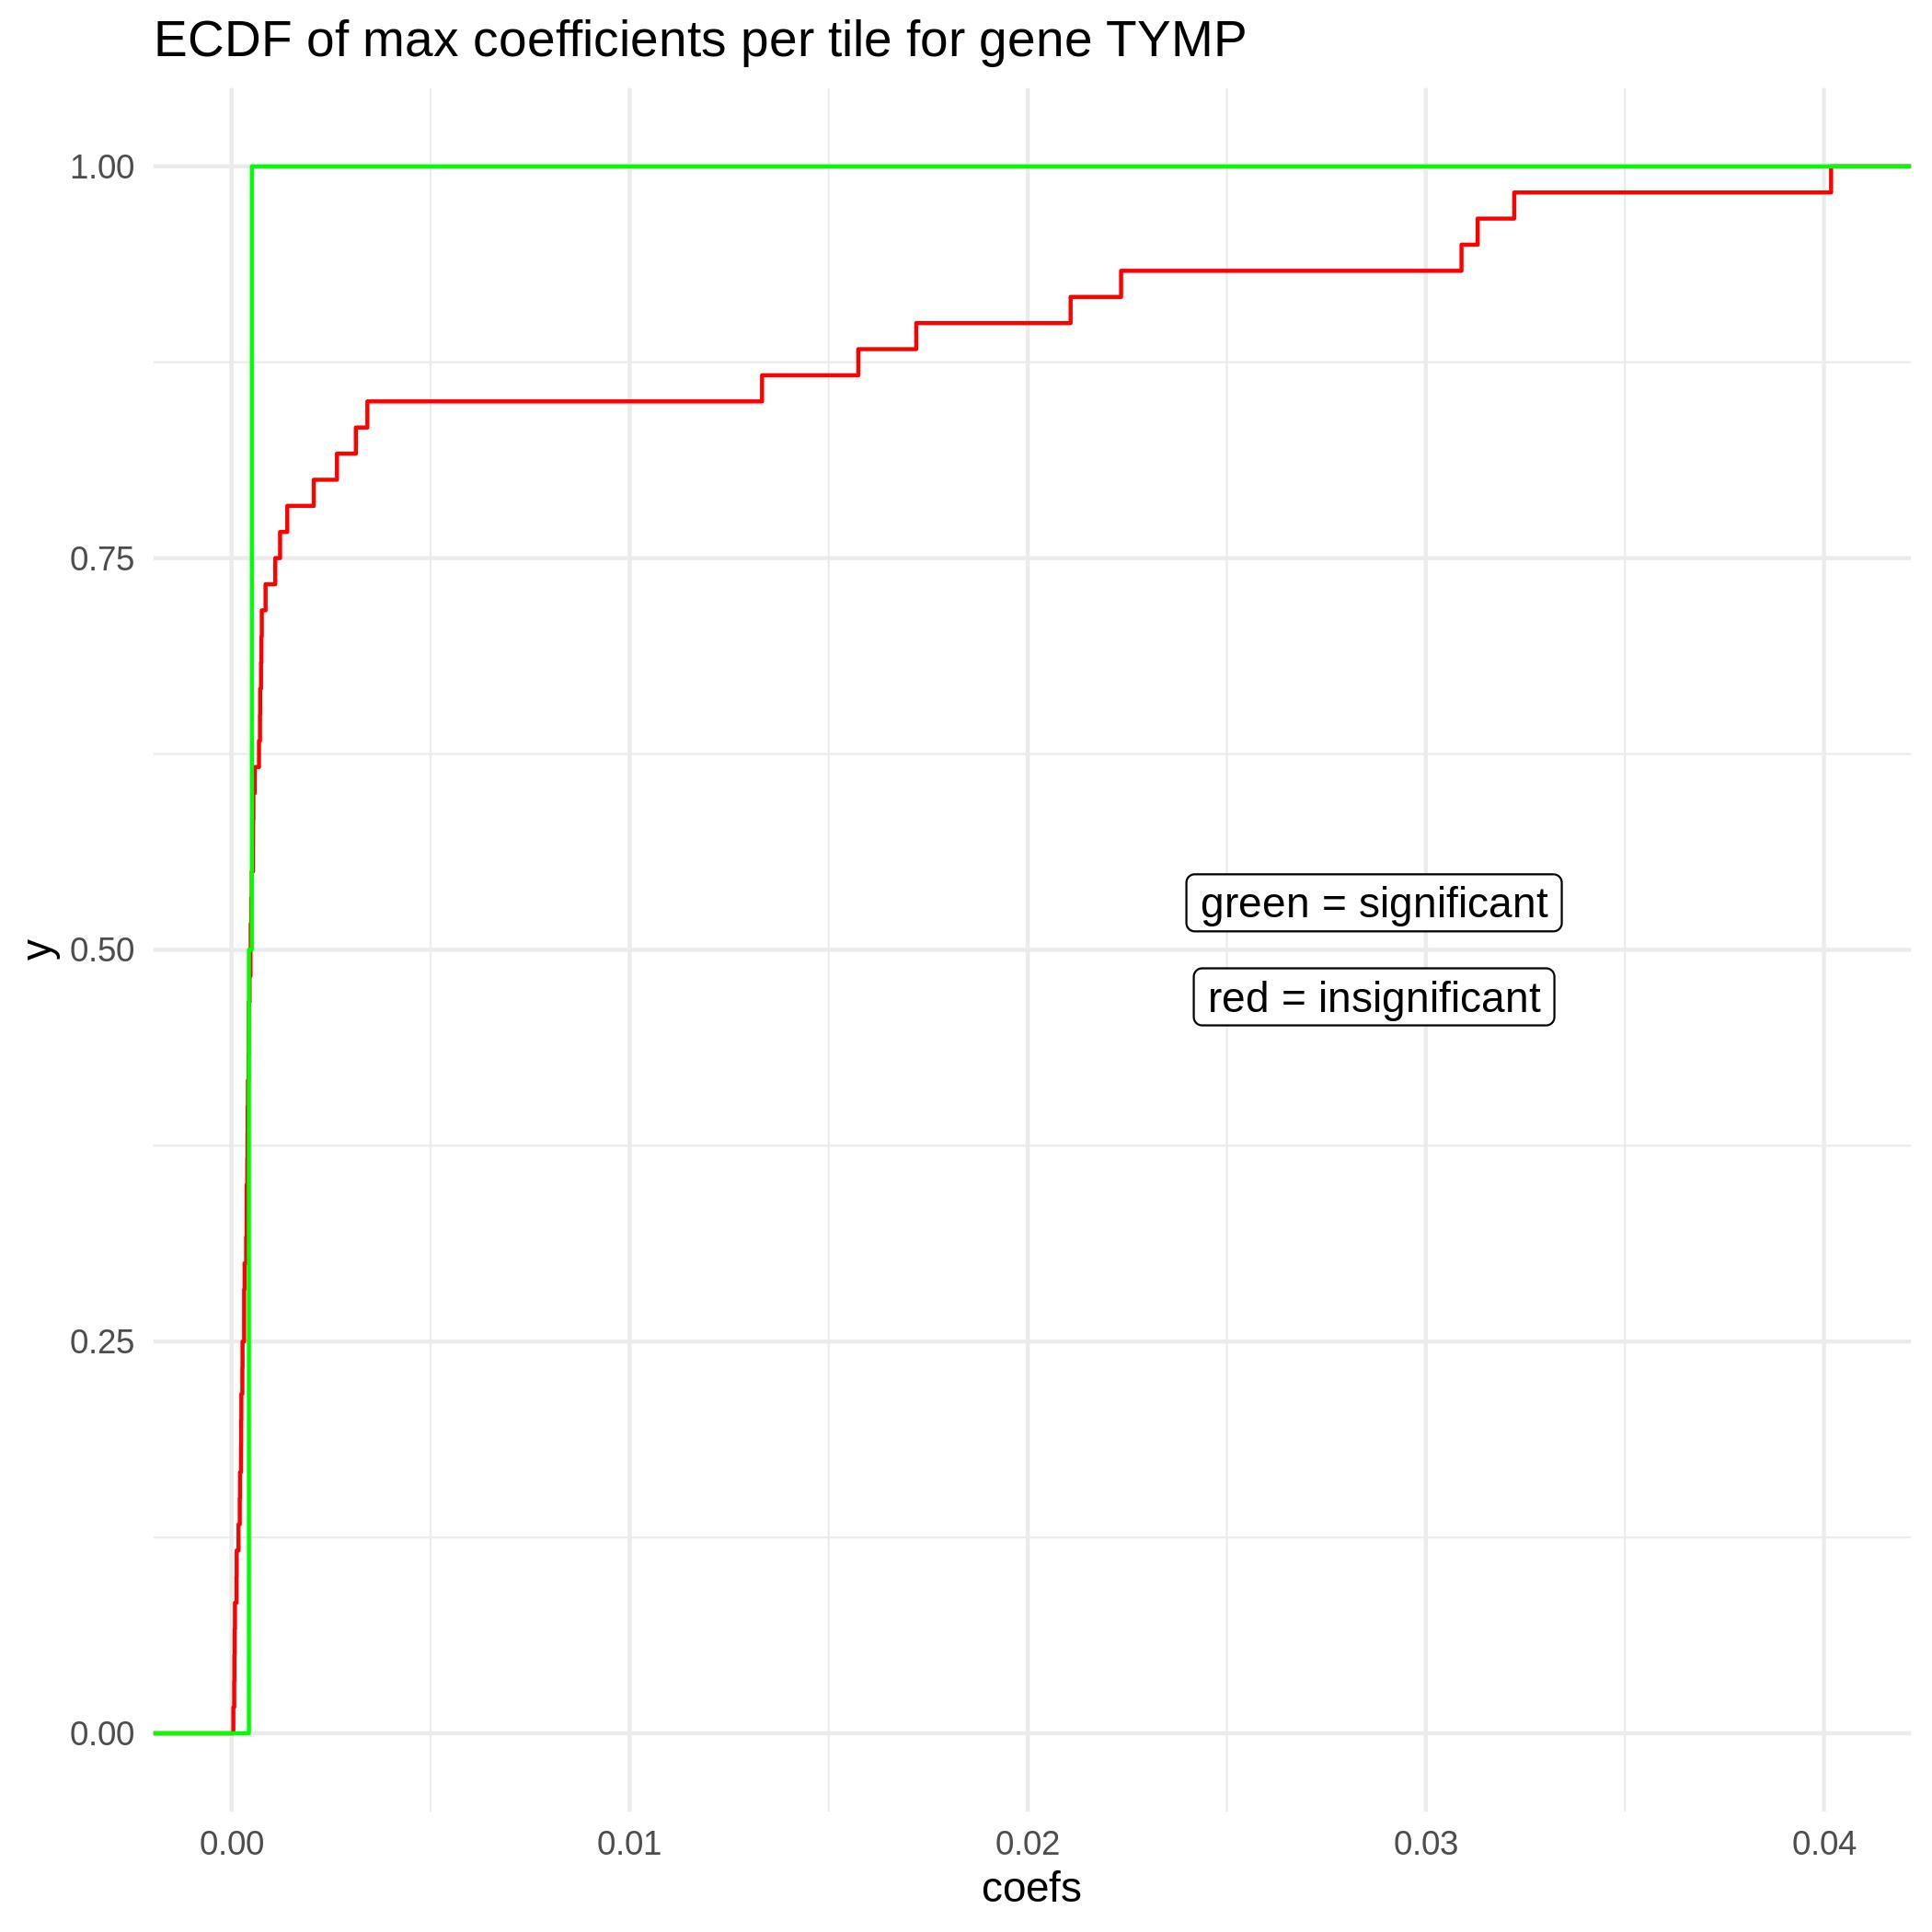 ECDF of max coefficients per tile for gene TYMP
1.00
0.75
0.50
0.25
0.00
y
green = significant
red = insignificant
0.00
0.01
0.02
0.03
0.04
coefs